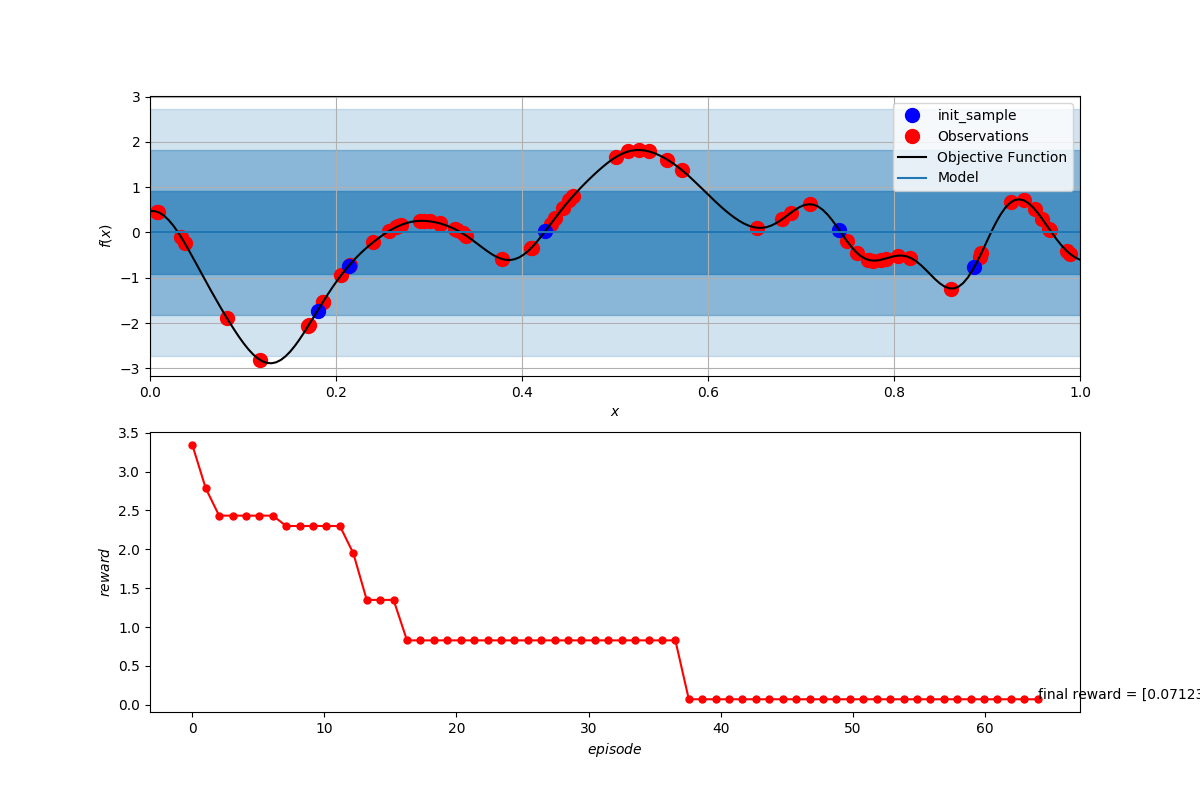 3
2
1
0
−1
−2
−3
f(x)
init_sample
Observations
Objective Function
Model
0.0 0.2 0.4 0.6 0.8 1.0
x
3.5
3.0
2.5
2.0
1.5
1.0
0.5
0.0
reward
final reward = [0.07123
0 10 20 30 40 50 60
episode